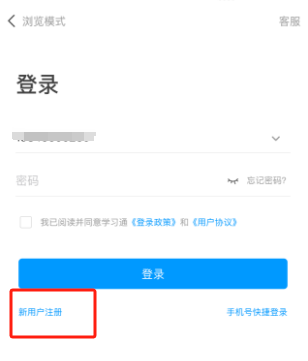 浏览模式 客服
登录
密码 忘记密码?
我已阅读并同意学习通《登录政策》和《用户协议》
登录
新用户注册 手机号快捷登录